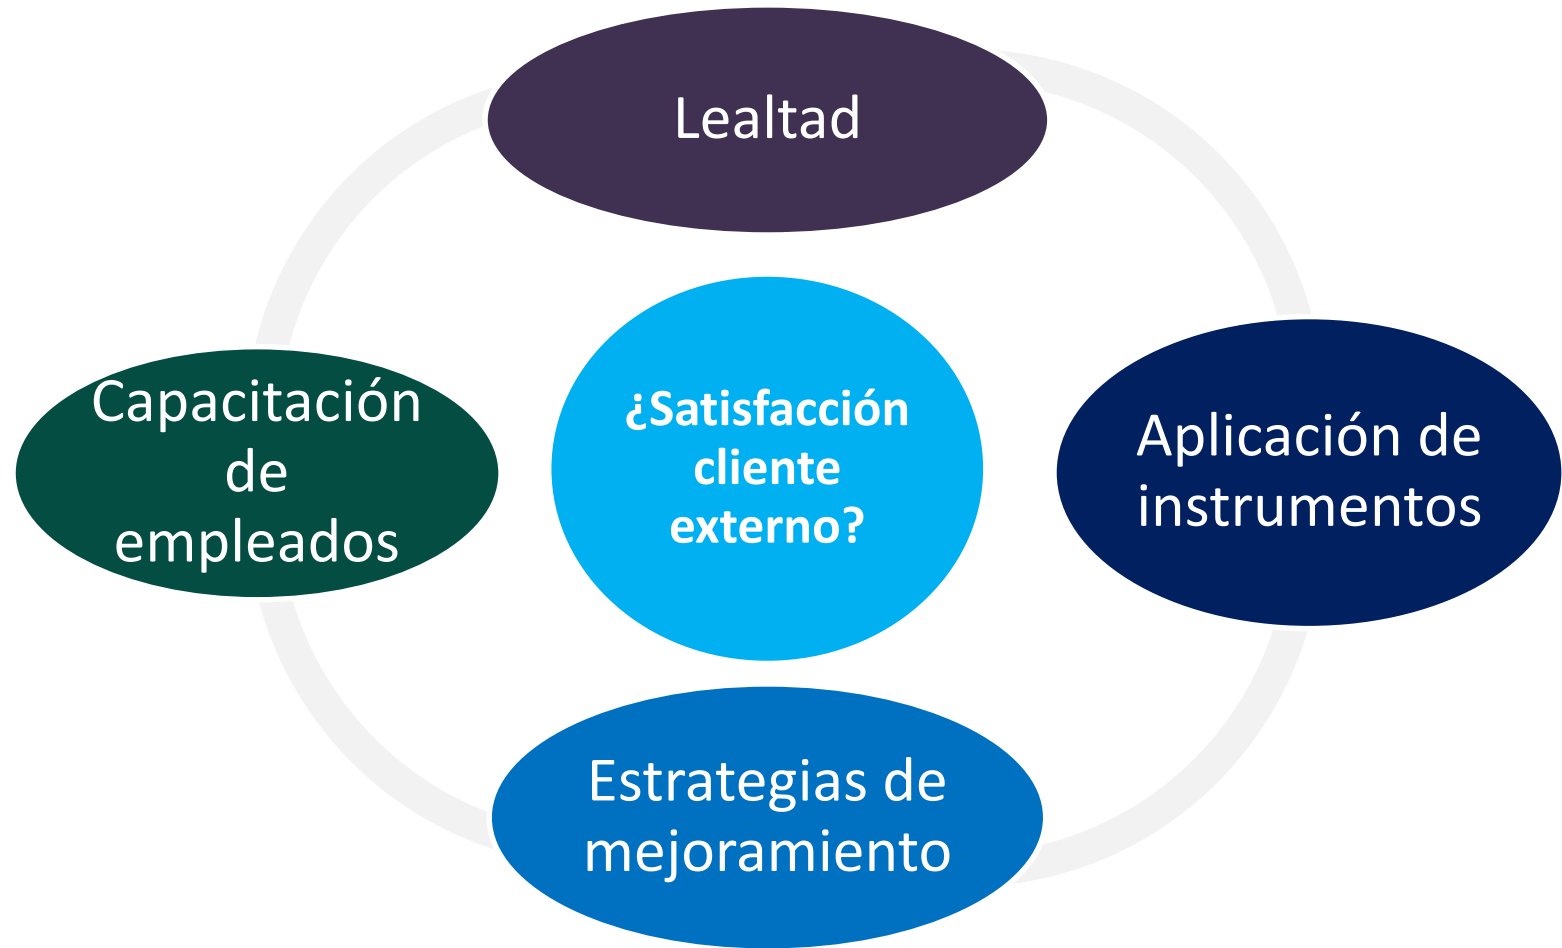 Lealtad
Capacitación
de
empleados
¿Satisfacción
cliente
externo?
Aplicación de
instrumentos
Estrategias de
mejoramiento